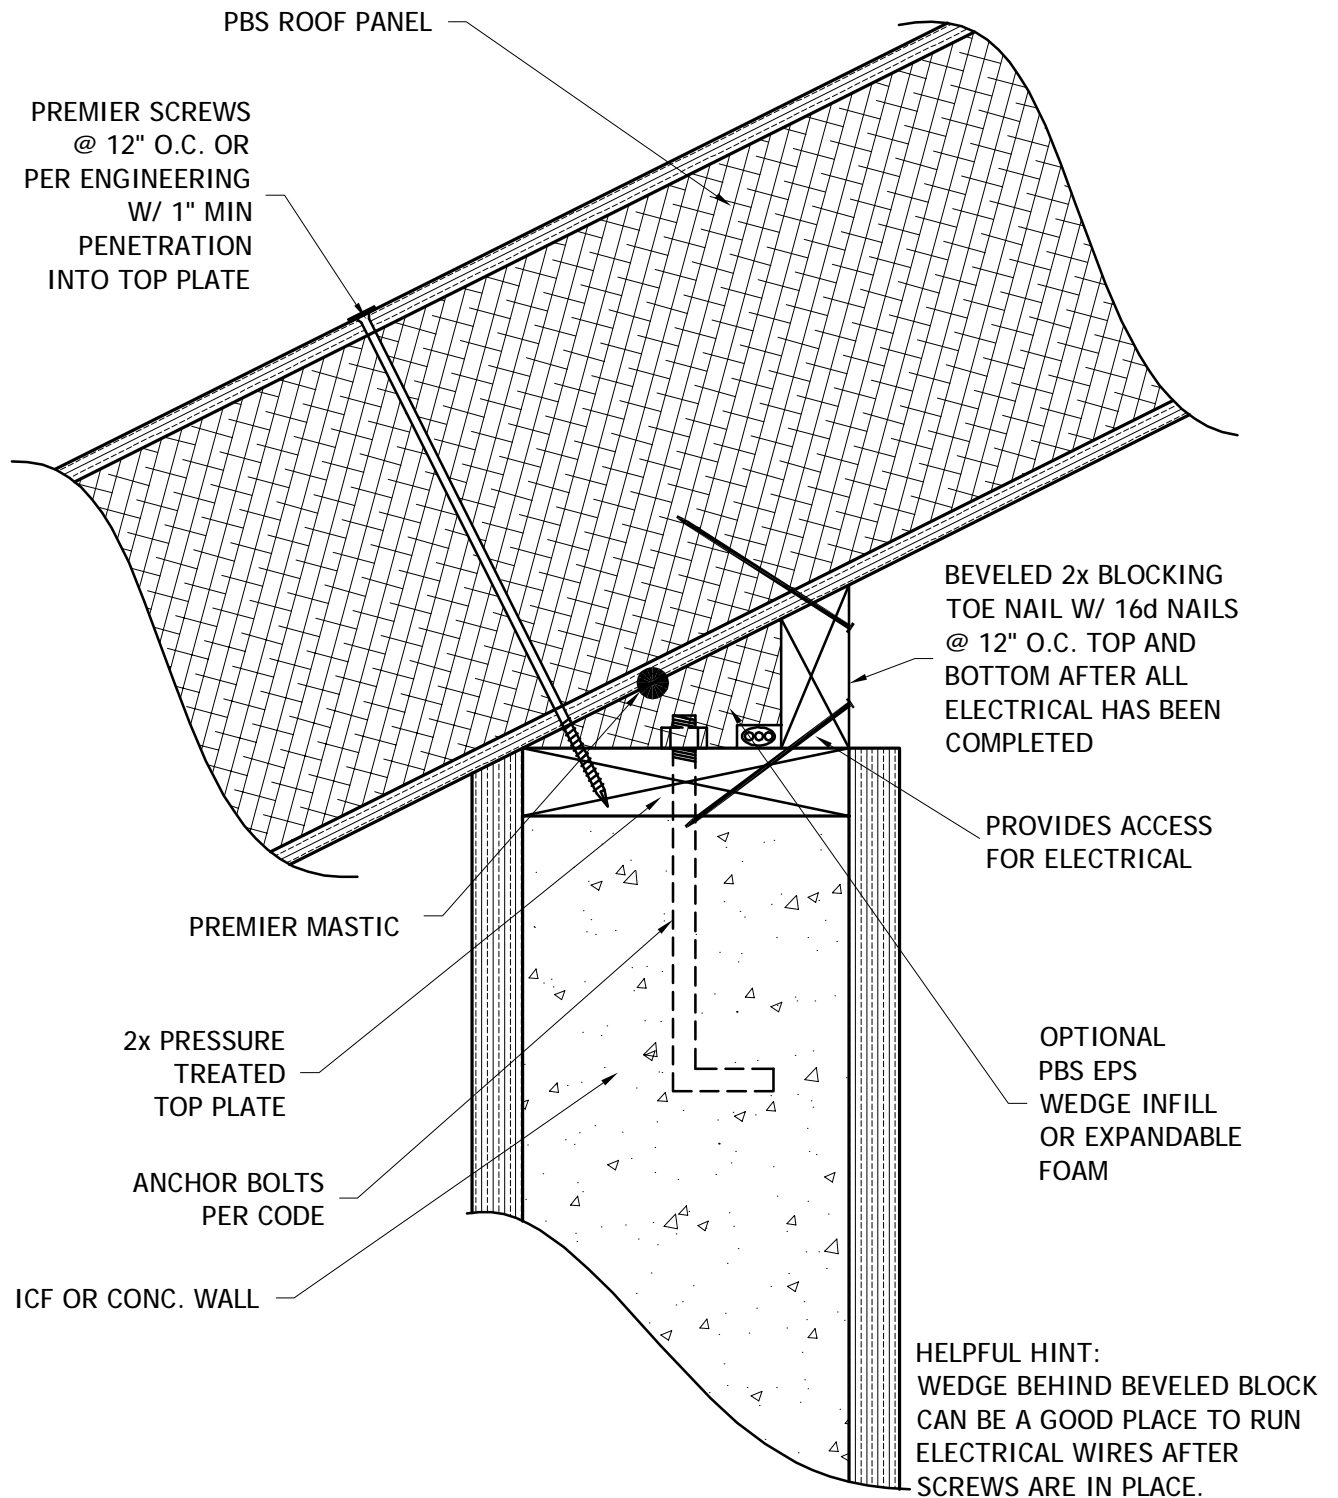 PBS ROOF PANEL
PREMIER SCREWS
@ 12" O.C. OR
PER ENGINEERING
W/ 1" MIN
PENETRATION
INTO TOP PLATE
BEVELED 2x BLOCKING
TOE NAIL W/ 16d NAILS
@ 12" O.C. TOP AND
BOTTOM AFTER ALL
ELECTRICAL HAS BEEN
COMPLETED
PROVIDES ACCESS
FOR ELECTRICAL
PREMIER MASTIC
2x PRESSURE
TREATED
TOP PLATE
OPTIONAL
PBS EPS
WEDGE INFILL
OR EXPANDABLE
FOAM
ANCHOR BOLTS
PER CODE
ICF OR CONC. WALL
HELPFUL HINT:
WEDGE BEHIND BEVELED BLOCK
CAN BE A GOOD PLACE TO RUN
ELECTRICAL WIRES AFTER
SCREWS ARE IN PLACE.